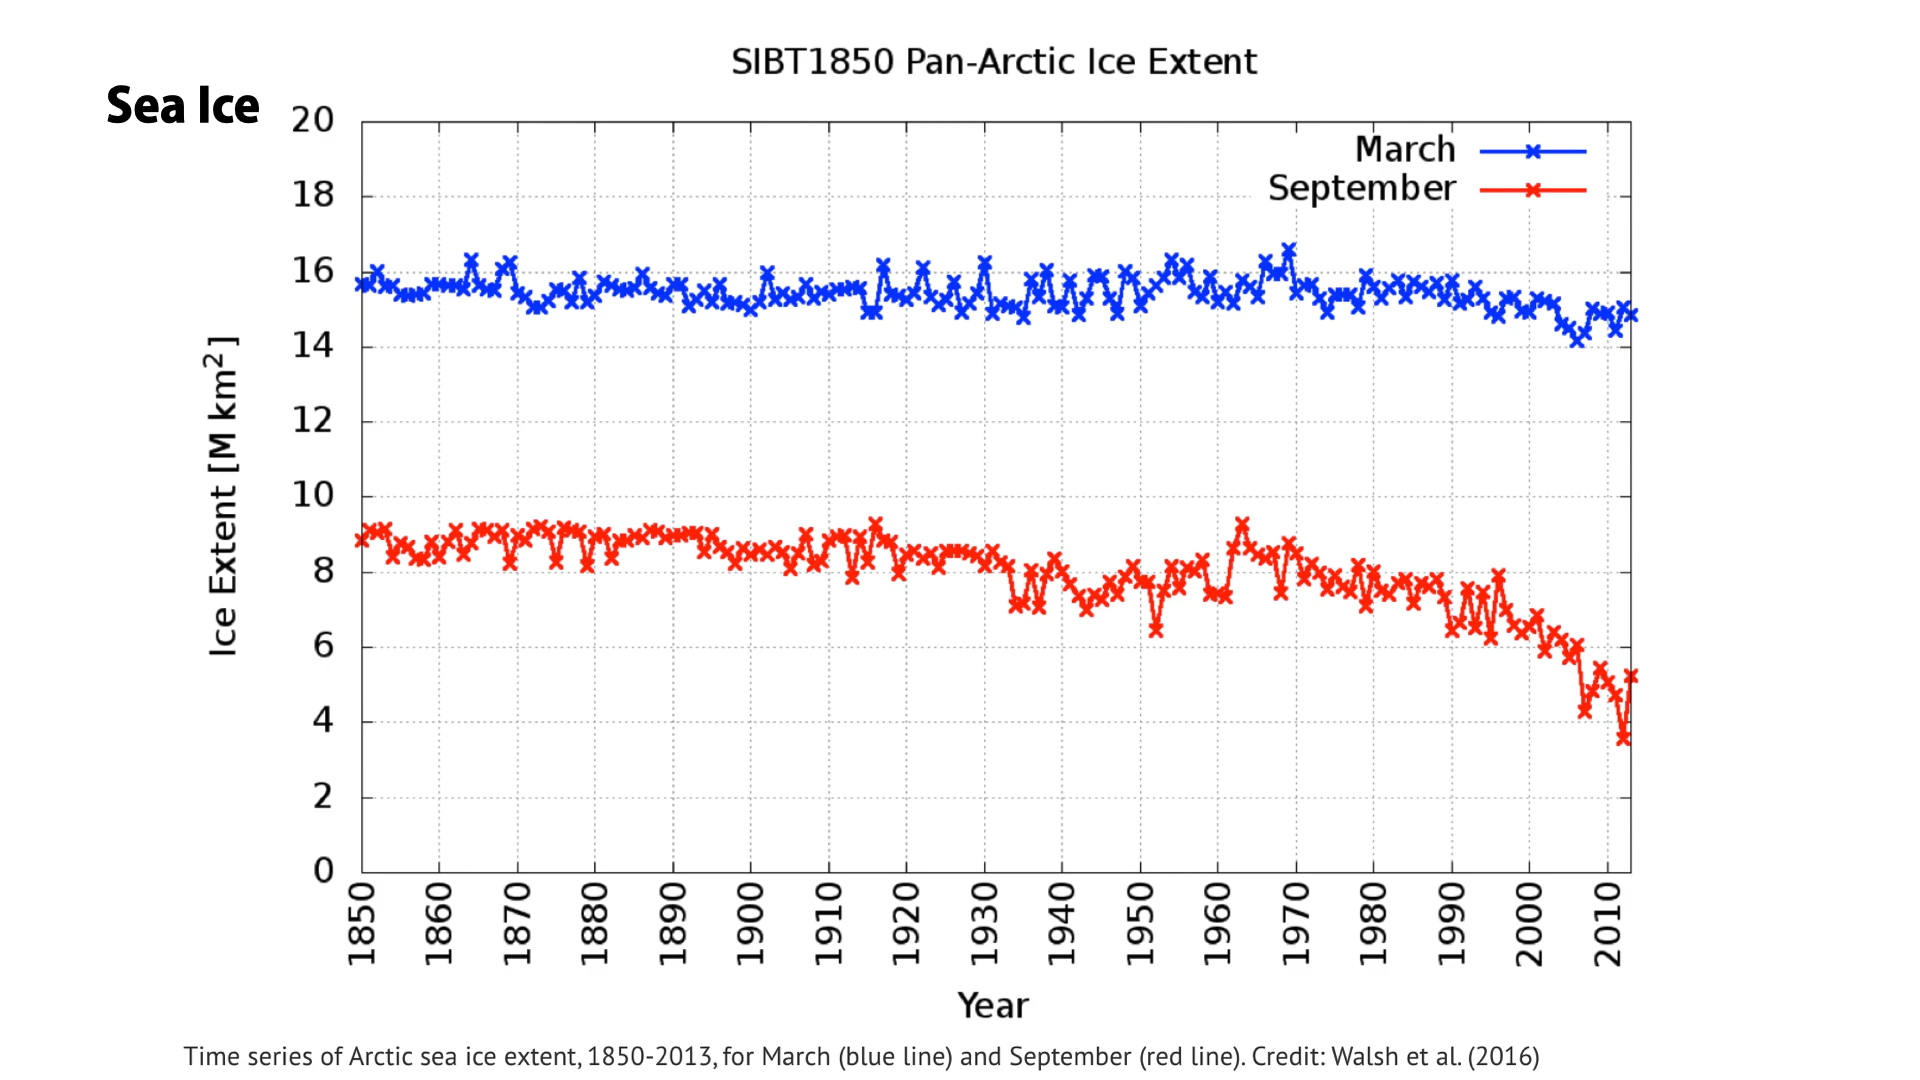 SIBT1850 Pan-Arctic Ice Extent
Sea Ice
March
September
20
18
16
14
12
10
8
6
4
2
0
Ice Extent [M km²]
1850 1860 1870 1880 1890 1900 1910 1920 1930 1940 1950 1960 1970 1980 1990 2000 2010
Year
Time series of Arctic sea ice extent, 1850-2013, for March (blue line) and September (red line). Credit: Walsh et al. (2016)